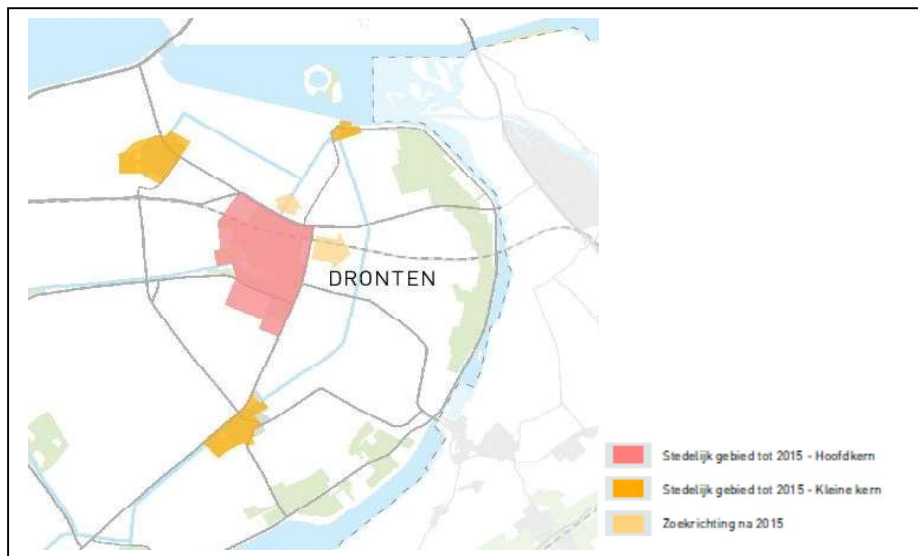 DRONTEN
Stedelijk gebied tot 2015 - Hoofdkern
Stedelijk gebied tot 2015 - Kleine kern
Zoekrichting na 2015